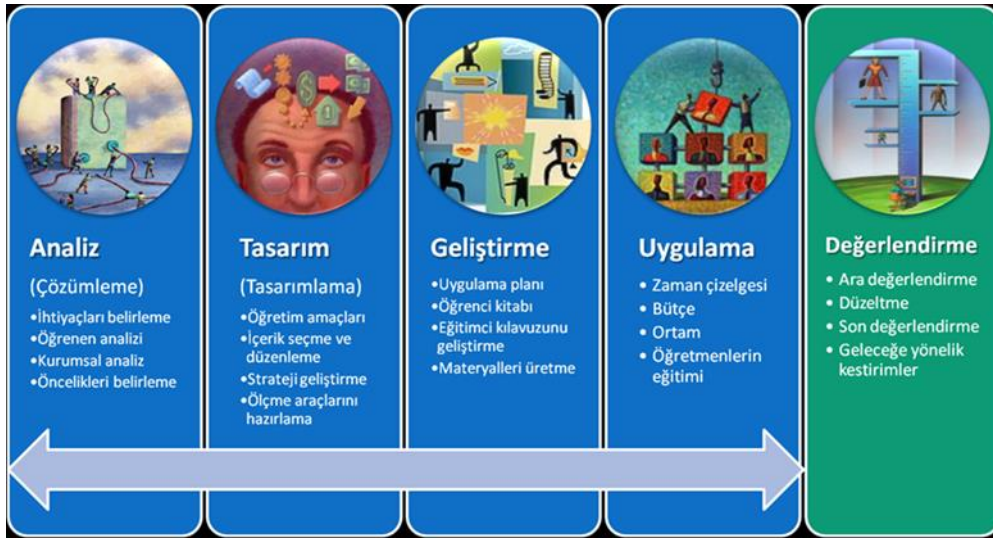 Analiz
(Çözümleme)
•İhtiyaçları belirleme
•Öğrenen analizi
•Kurumsal analiz
•Öncelikleri belirleme
Tasarım
(Tasarımlama)
•Öğretim amaçları
•İçerik seçme ve
düzenleme
•Strateji geliştirme
•Ölçme araçlarını
hazırlama
Geliştirme
•Uygulama planı
•Öğrenci kitabı
•Eğitimci kılavuzunu
geliştirme
•Materyalleri üretme
Uygulama
• Zaman çizelgesi
• Bütçe
• Ortam
• Öğretmenlerin
eğitimi
Değerlendirme
• Ara değerlendirme
• Düzeltme
• Son değerlendirme
• Geleceğe yönelik
kestirimler